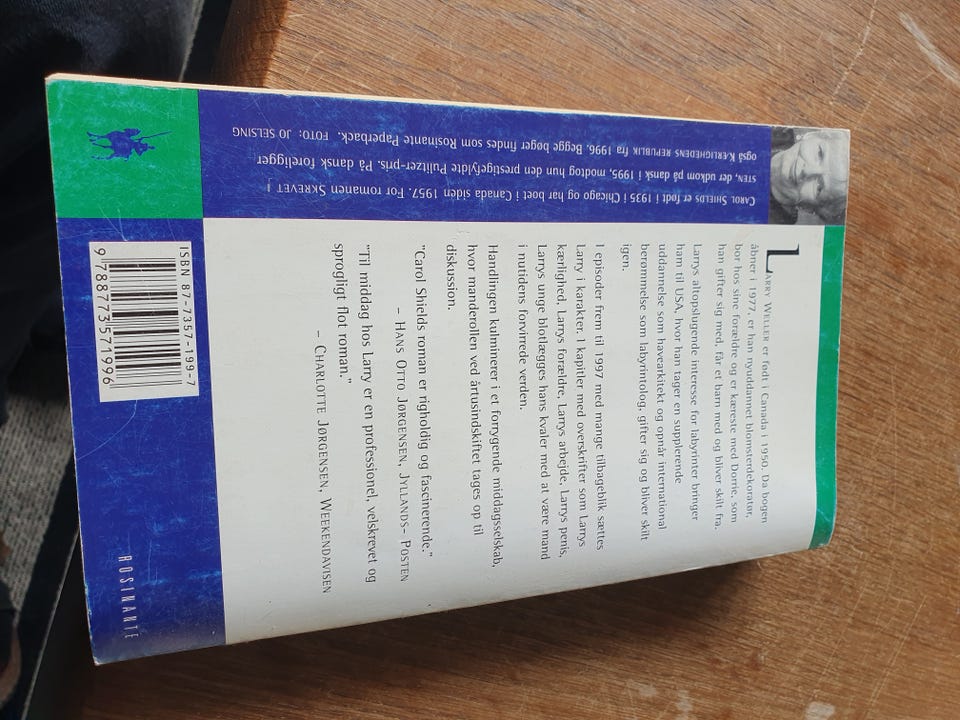 LARRY WELLER er født i Canada i 1950. Da bogen
åbner i 1977, er han nyuddannet blomsterdekoratør,
bor hos sine forældre og er kæreste med Dorrie, som
han gifter sig med, får et barn med og bliver skilt fra.
Larrys altopslugende interesse for labyrinter bringer
ham til USA, hvor han tager en supplerende
uddannelse som havearkitekt og opnår international
berømmelse som labyrintolog, gifter sig og bliver skilt
igen.
I episoder frem til 1997 med mange tilbageblik sættes
Larry i karakter. I kapitler med overskrifter som Larrys
kærlighed, Larrys forældre, Larrys arbejde, Larrys penis,
Larrys unge blotlægges hans kvaler med at være mand
i nutidens forvirrede verden.
Handlingen kulminerer i et forrygende middagsselskab,
hvor manderollen ved årtusindskiftet tages op til
diskussion.
"Carol Shields roman er righoldig og fascinerende."
– HANS OTTO JØRGENSEN, JYLLANDS-POSTEN
"Til middag hos Larry er en professionel, velskrevet og
sprogligt flot roman."
– CHARLOTTE JØRGENSEN, WEEKENDAVISEN
CAROL SHIELDS er født i 1935 i Chicago og har boet i Canada siden 1957. For romanen SKREVET I
STEN, der udkom på dansk i 1995, modtog hun den prestigefyldte Pulitzer-pris. På dansk foreligger
også KÆRLIGHEDENS REPUBLIK fra 1996. Begge bøger findes som Rosinante Paperback. FOTO: JO SELSING
ISBN 87-7357-199-7
9788773571996
ROSINANTE